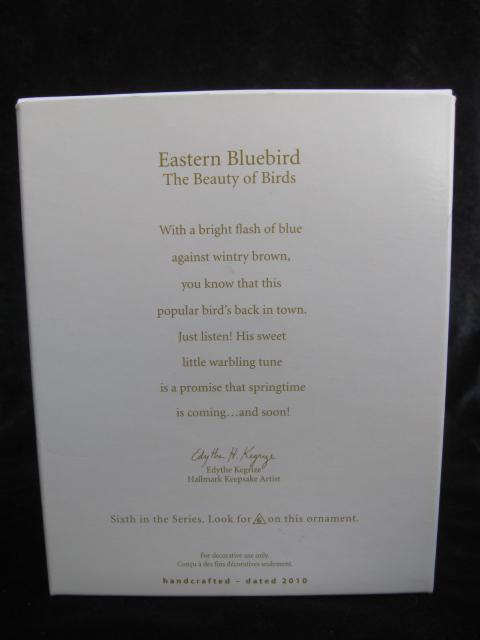 Eastern Bluebird
The Beauty of Birds
With a bright flash of blue
against wintry brown,
you know that this
popular bird's back in town.
Just listen! His sweet
little warbling tune
is a promise that springtime
is coming...and soon!
Edythe H. Kegrize
Edythe Kegrize
Hallmark Keepsake Artist
Sixth in the Series. Look for 6 on this ornament.
For decorative use only.
Conçu à des fins décoratives seulement.
handcrafted – dated 2010